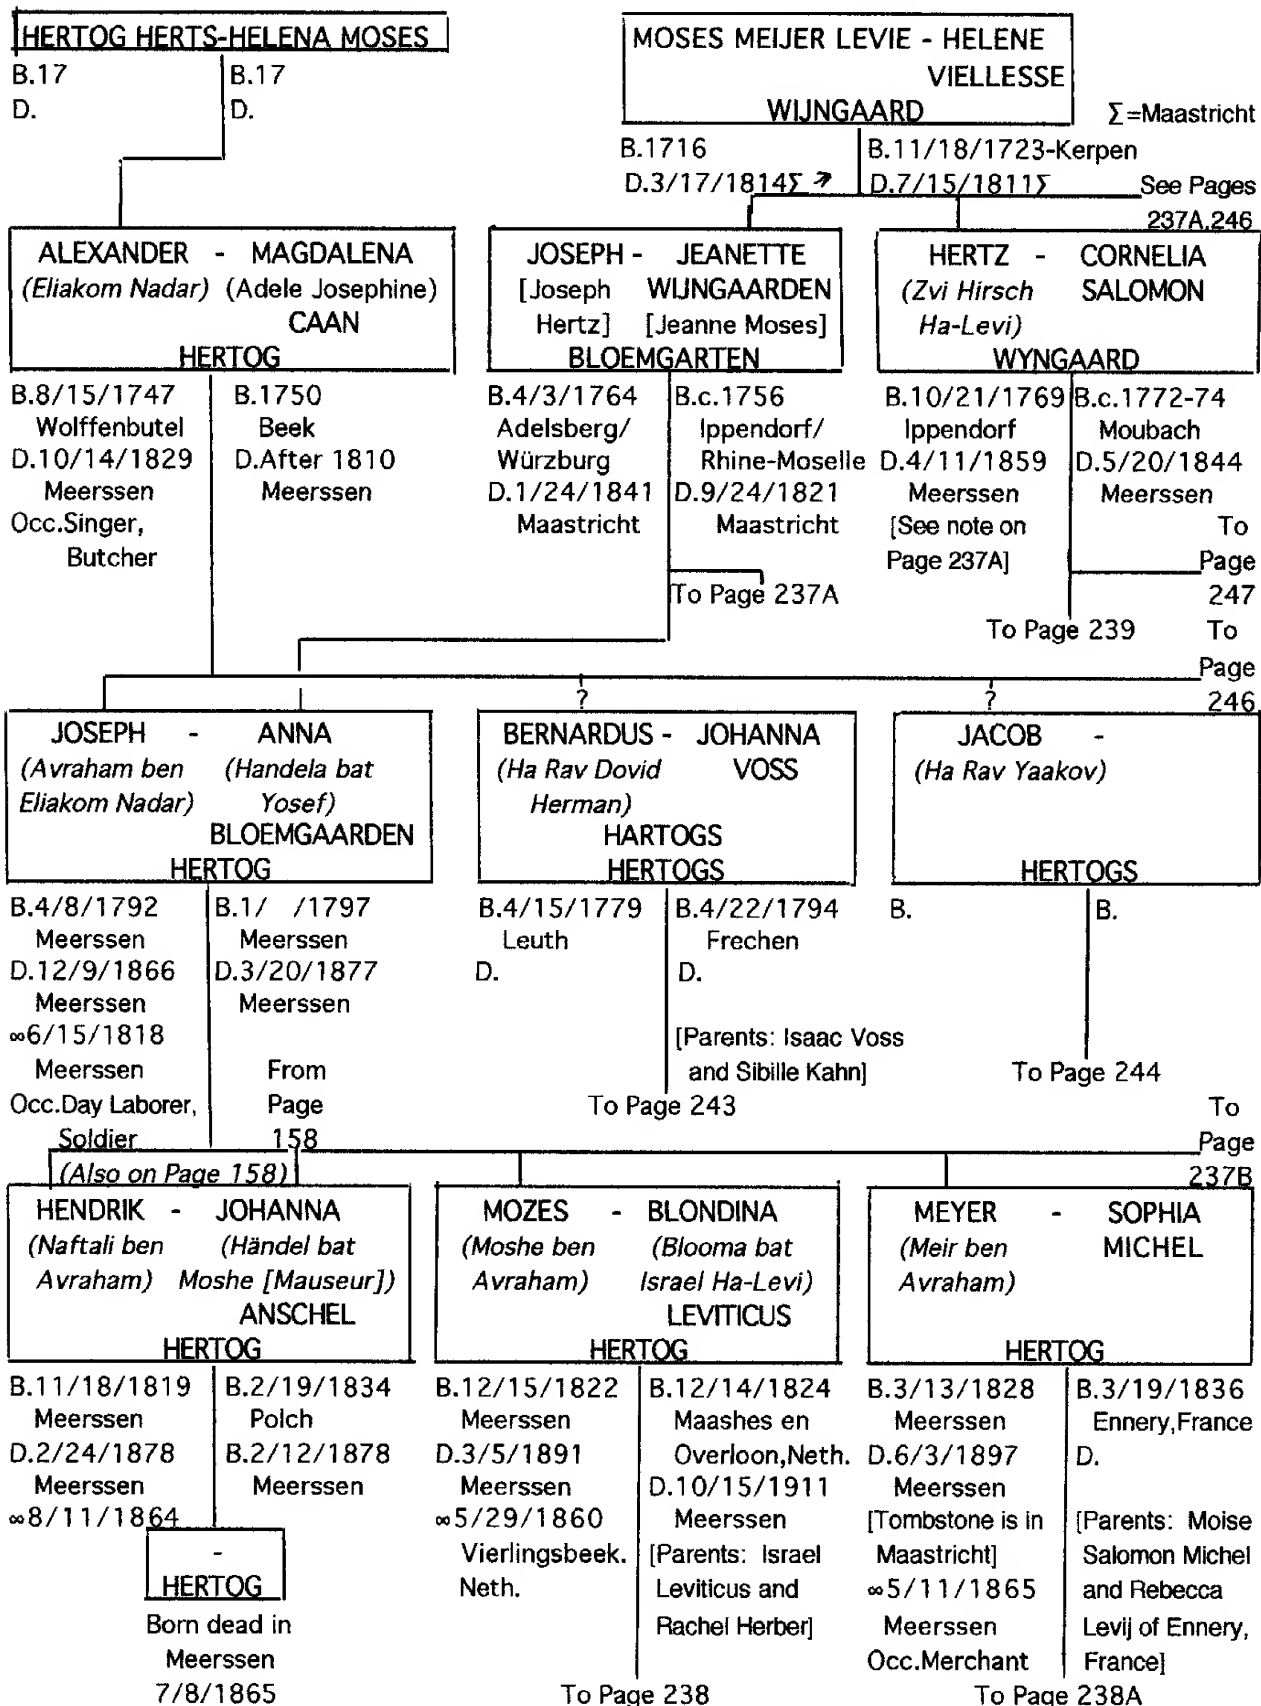 HERTOG HERTS-HELENA MOSES
B.17 B.17
D. D.
MOSES MEIJER LEVIE - HELENE
VIELLESSE
WIJNGAARD
Σ=Maastricht
B.1716 B.11/18/1723-Kerpen
D.3/17/1814Σ D.7/15/1811Σ
See Pages
237A,246
ALEXANDER - MAGDALENA
(Eliakom Nadar) (Adele Josephine)
CAAN
HERTOG
B.8/15/1747 B.1750
Wolffenbutel Beek
D.10/14/1829 D.After 1810
Meerssen Meerssen
Occ.Singer,
Butcher
JOSEPH - JEANETTE
[Joseph WIJNGAARDEN
Hertz] [Jeanne Moses]
BLOEMGARTEN
B.4/3/1764 B.c.1756
Adelsberg/ Ippendorf/
Würzburg Rhine-Moselle
D.1/24/1841 D.9/24/1821
Maastricht Maastricht
To Page 237A
HERTZ - CORNELIA
(Zvi Hirsch SALOMON
Ha-Levi)
WYNGAARD
B.10/21/1769 B.c.1772-74
Ippendorf Moubach
D.4/11/1859 D.5/20/1844
Meerssen Meerssen
[See note on
Page 237A]
To
Page
247
To Page 239
To
Page
246
JOSEPH - ANNA
(Avraham ben (Handela bat
Eliakom Nadar) Yosef)
BLOEMGAARDEN
HERTOG
B.4/8/1792 B.1/ /1797
Meerssen Meerssen
D.12/9/1866 D.3/20/1877
Meerssen Meerssen
∞6/15/1818
Meerssen
Occ.Day Laborer,
Soldier
From
Page
158
(Also on Page 158)
?
BERNARDUS - JOHANNA
(Ha Rav Dovid VOSS
Herman)
HARTOGS
HERTOGS
B.4/15/1779 B.4/22/1794
Leuth Frechen
D. D.
[Parents: Isaac Voss
and Sibille Kahn]
To Page 243
?
JACOB -
(Ha Rav Yaakov)
HERTOGS
B. B.
To Page 244
To
Page
237B
HENDRIK - JOHANNA
(Naftali ben (Händel bat
Avraham) Moshe [Mauseur])
ANSCHEL
HERTOG
B.11/18/1819 B.2/19/1834
Meerssen Polch
D.2/24/1878 B.2/12/1878
Meerssen Meerssen
∞8/11/1864
-
HERTOG
Born dead in
Meerssen
7/8/1865
MOZES - BLONDINA
(Moshe ben (Blooma bat
Avraham) Israel Ha-Levi)
LEVITICUS
HERTOG
B.12/15/1822 B.12/14/1824
Meerssen Maashes en
D.3/5/1891 Overloon,Neth.
Meerssen D.10/15/1911
∞5/29/1860 Meerssen
Vierlingsbeek. [Parents: Israel
Neth. Leviticus and
Rachel Herber]
To Page 238
MEYER - SOPHIA
(Meir ben MICHEL
Avraham)
HERTOG
B.3/13/1828 B.3/19/1836
Meerssen Ennery,France
D.6/3/1897 D.
Meerssen
[Tombstone is in [Parents: Moise
Maastricht] Salomon Michel
∞5/11/1865 and Rebecca
Meerssen Levij of Ennery,
Occ.Merchant France]
To Page 238A